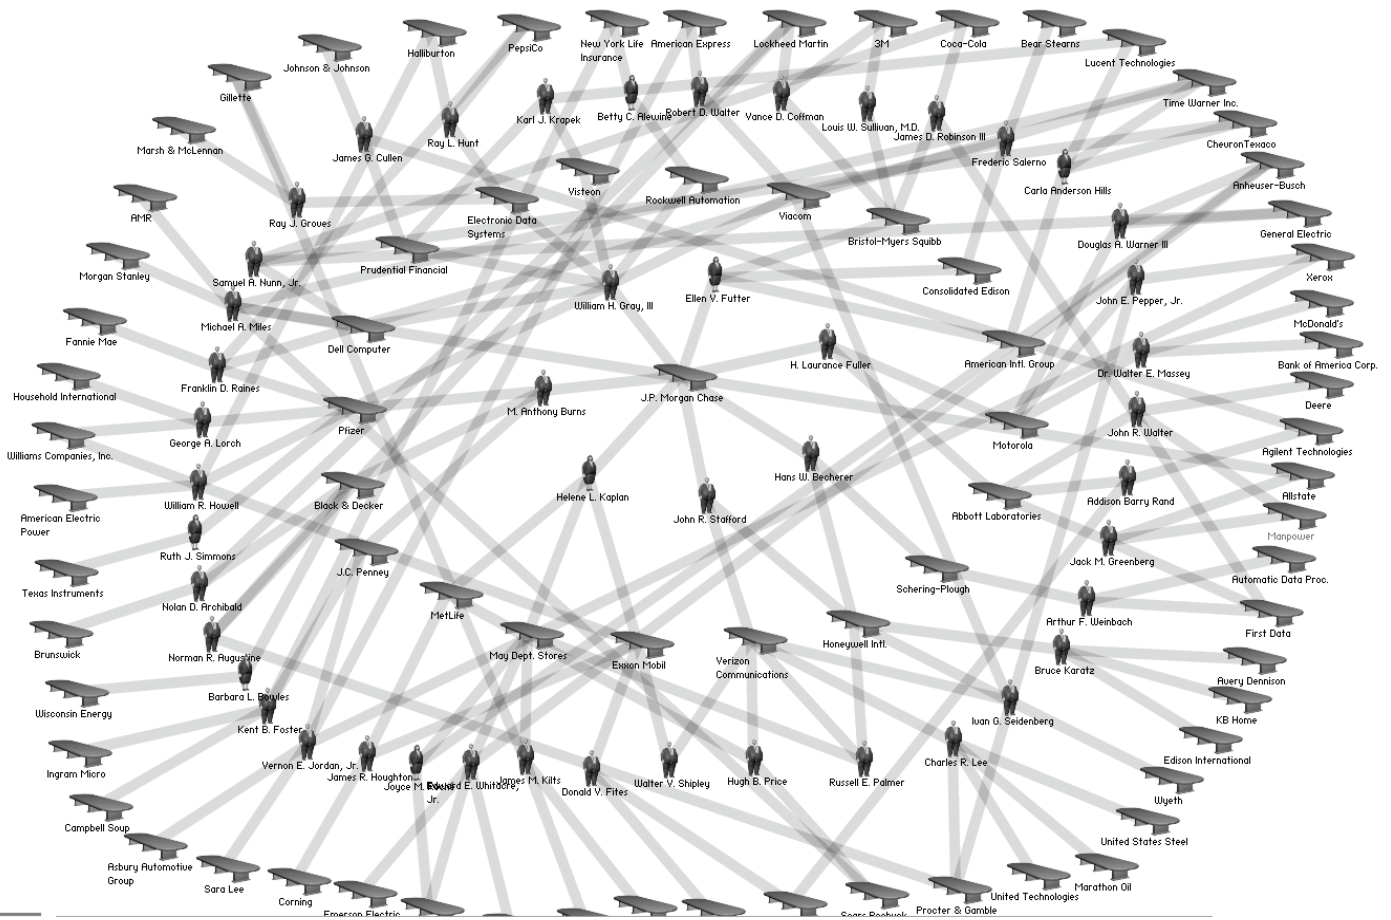 PepsiCo
New York Life
Insurance
American Express
Lockheed Martin
3M
Coca-Cola
Bear Stearns
Halliburton
Johnson & Johnson
Lucent Technologies
Gillette
Time Warner Inc.
Karl J. Krapek
Betty C. Alewine
Robert D. Walter
Vance D. Coffman
Louis W. Sullivan, M.D.
James D. Robinson III
Marsh & McLennan
James G. Cullen
Ray L. Hunt
Frederic Salerno
ChevronTexaco
Carla Anderson Hills
Anheuser-Busch
Visteon
Rockwell Automation
Viacom
AMR
Ray J. Groves
Electronic Data
Systems
Bristol-Myers Squibb
Douglas A. Warner III
General Electric
Morgan Stanley
Samuel A. Nunn, Jr.
Prudential Financial
William H. Gray, III
Ellen V. Futter
Consolidated Edison
John E. Pepper, Jr.
Xerox
Michael A. Miles
Dell Computer
McDonald's
Fannie Mae
H. Laurance Fuller
American Intl. Group
Dr. Walter E. Massey
Bank of America Corp.
Household International
Franklin D. Raines
M. Anthony Burns
J.P. Morgan Chase
Deere
Williams Companies, Inc.
George A. Lorch
Pfizer
Motorola
John R. Walter
Agilent Technologies
American Electric
Power
William R. Howell
Black & Decker
Helene L. Kaplan
Hans W. Becherer
John R. Stafford
Abbott Laboratories
Addison Barry Rand
Allstate
Manpower
Ruth J. Simmons
J.C. Penney
Jack M. Greenberg
Automatic Data Proc.
Texas Instruments
Nolan D. Archibald
MetLife
Schering-Plough
Arthur F. Weinbach
First Data
Brunswick
Norman R. Augustine
May Dept. Stores
Exxon Mobil
Verizon
Communications
Honeywell Intl.
Bruce Karatz
Avery Dennison
Wisconsin Energy
Barbara L. Bowles
Kent B. Foster
Ivan G. Seidenberg
KB Home
Ingram Micro
Vernon E. Jordan, Jr.
James R. Houghton
Joyce M.
Edward E. Whitacre,
Jr.
James M. Kilts
Donald V. Fites
Walter V. Shipley
Hugh B. Price
Russell E. Palmer
Charles R. Lee
Edison International
Wyeth
Campbell Soup
United States Steel
Asbury Automotive
Group
Sara Lee
Corning
Emerson Electric
Sears Roebuck
Procter & Gamble
United Technologies
Marathon Oil